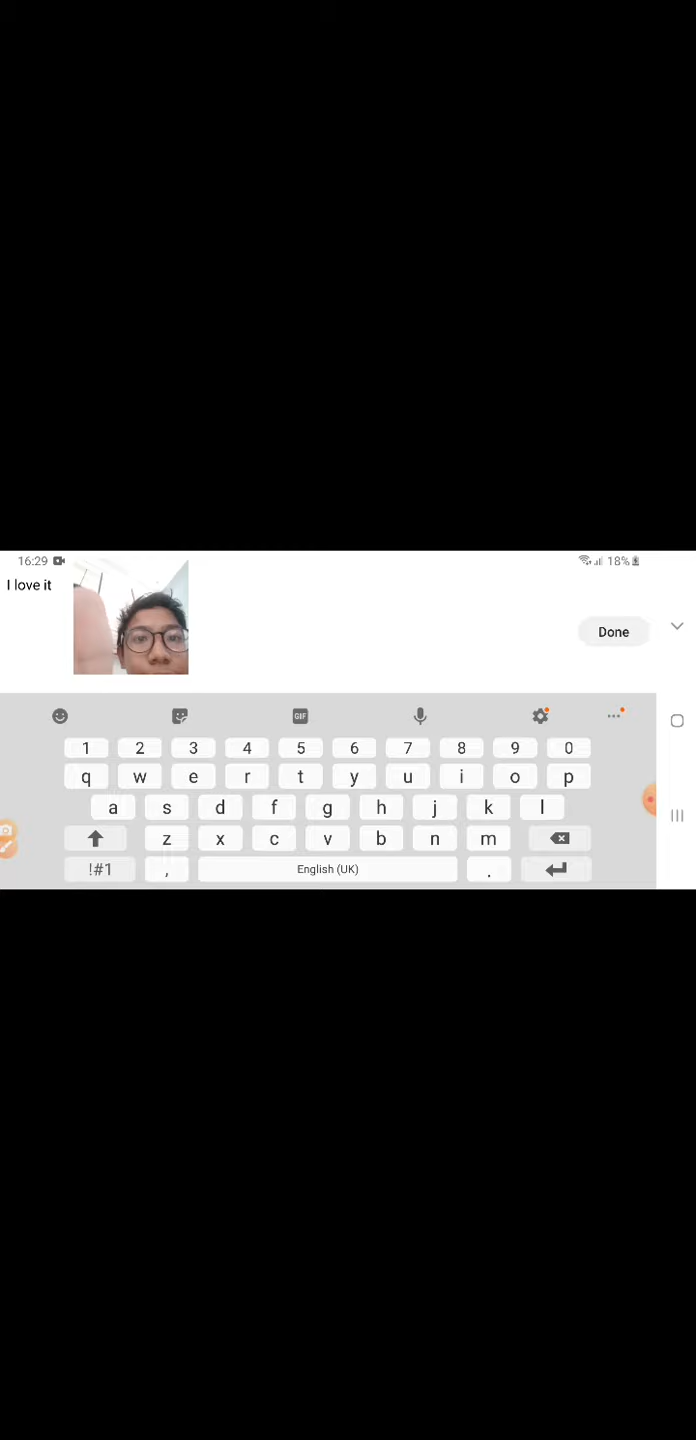 16:29
18%
I love it
Done
GIF
1 2 3 4 5 6 7 8 9 0
q w e r t y u i o p
a s d f g h j k l
z x c v b n m
!#1 , English (UK) .